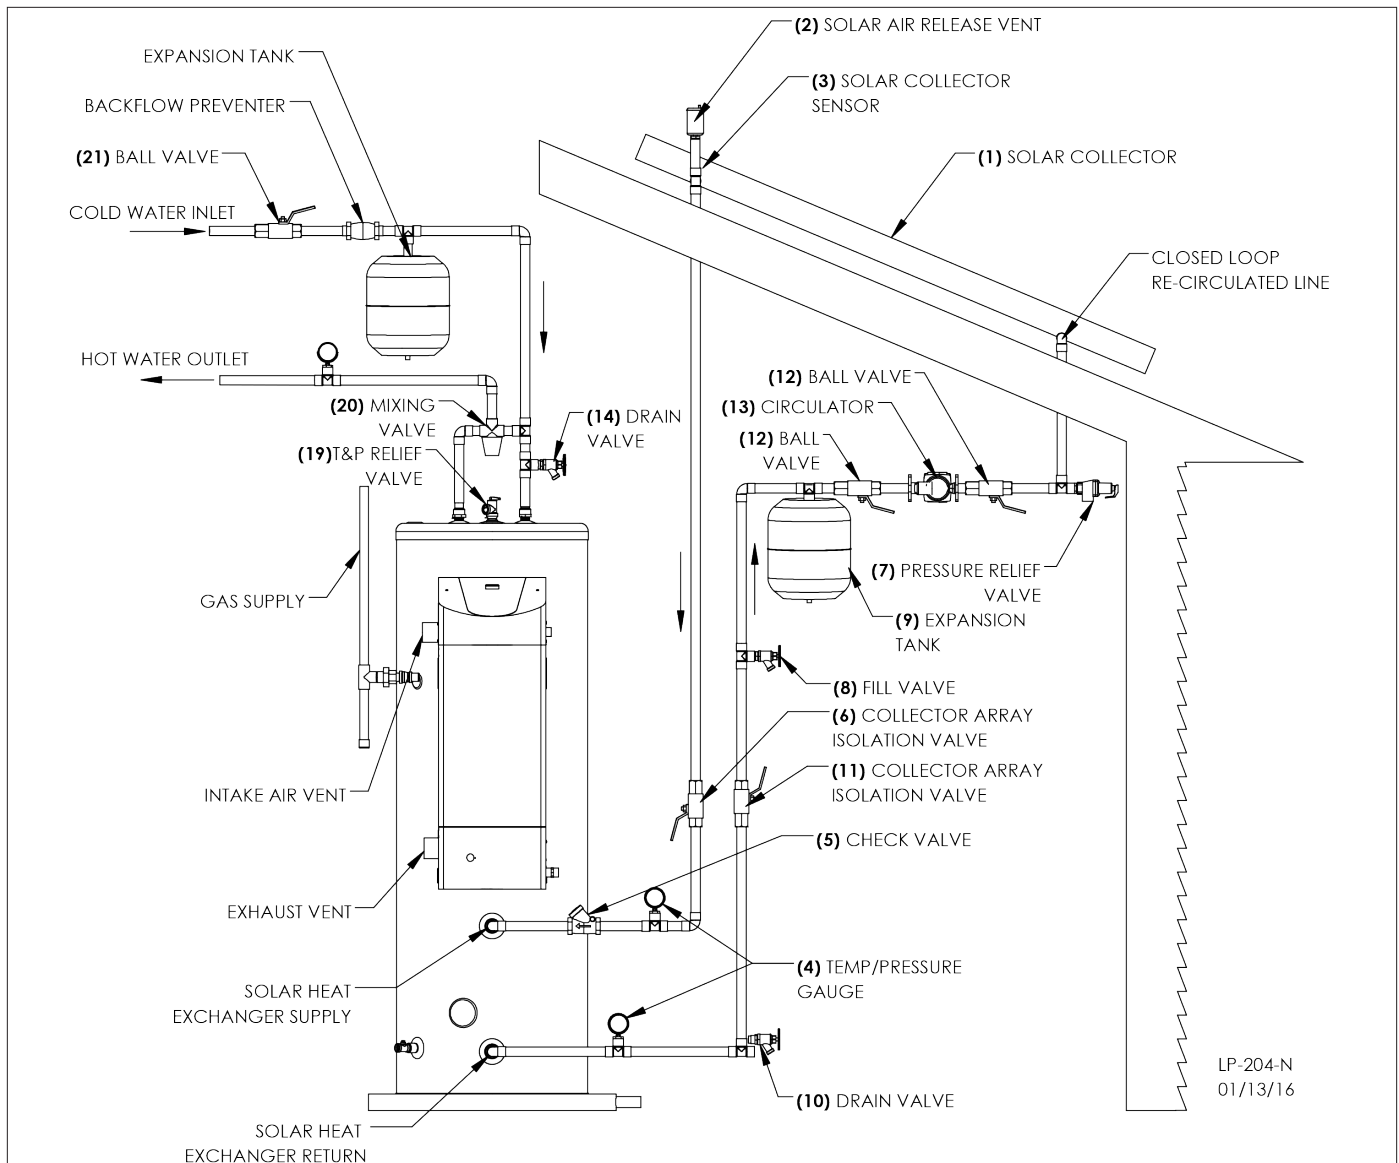 (2) SOLAR AIR RELEASE VENT
EXPANSION TANK
(3) SOLAR COLLECTOR
SENSOR
BACKFLOW PREVENTER
(21) BALL VALVE
(1) SOLAR COLLECTOR
COLD WATER INLET
CLOSED LOOP
RE-CIRCULATED LINE
HOT WATER OUTLET
(12) BALL VALVE
(20) MIXING
VALVE
(14) DRAIN
VALVE
(13) CIRCULATOR
(12) BALL
VALVE
(19)T&P RELIEF
VALVE
(7) PRESSURE RELIEF
VALVE
GAS SUPPLY
(9) EXPANSION
TANK
(8) FILL VALVE
(6) COLLECTOR ARRAY
ISOLATION VALVE
(11) COLLECTOR ARRAY
ISOLATION VALVE
INTAKE AIR VENT
(5) CHECK VALVE
EXHAUST VENT
(4) TEMP/PRESSURE
GAUGE
SOLAR HEAT
EXCHANGER SUPPLY
LP-204-N
01/13/16
(10) DRAIN VALVE
SOLAR HEAT
EXCHANGER RETURN